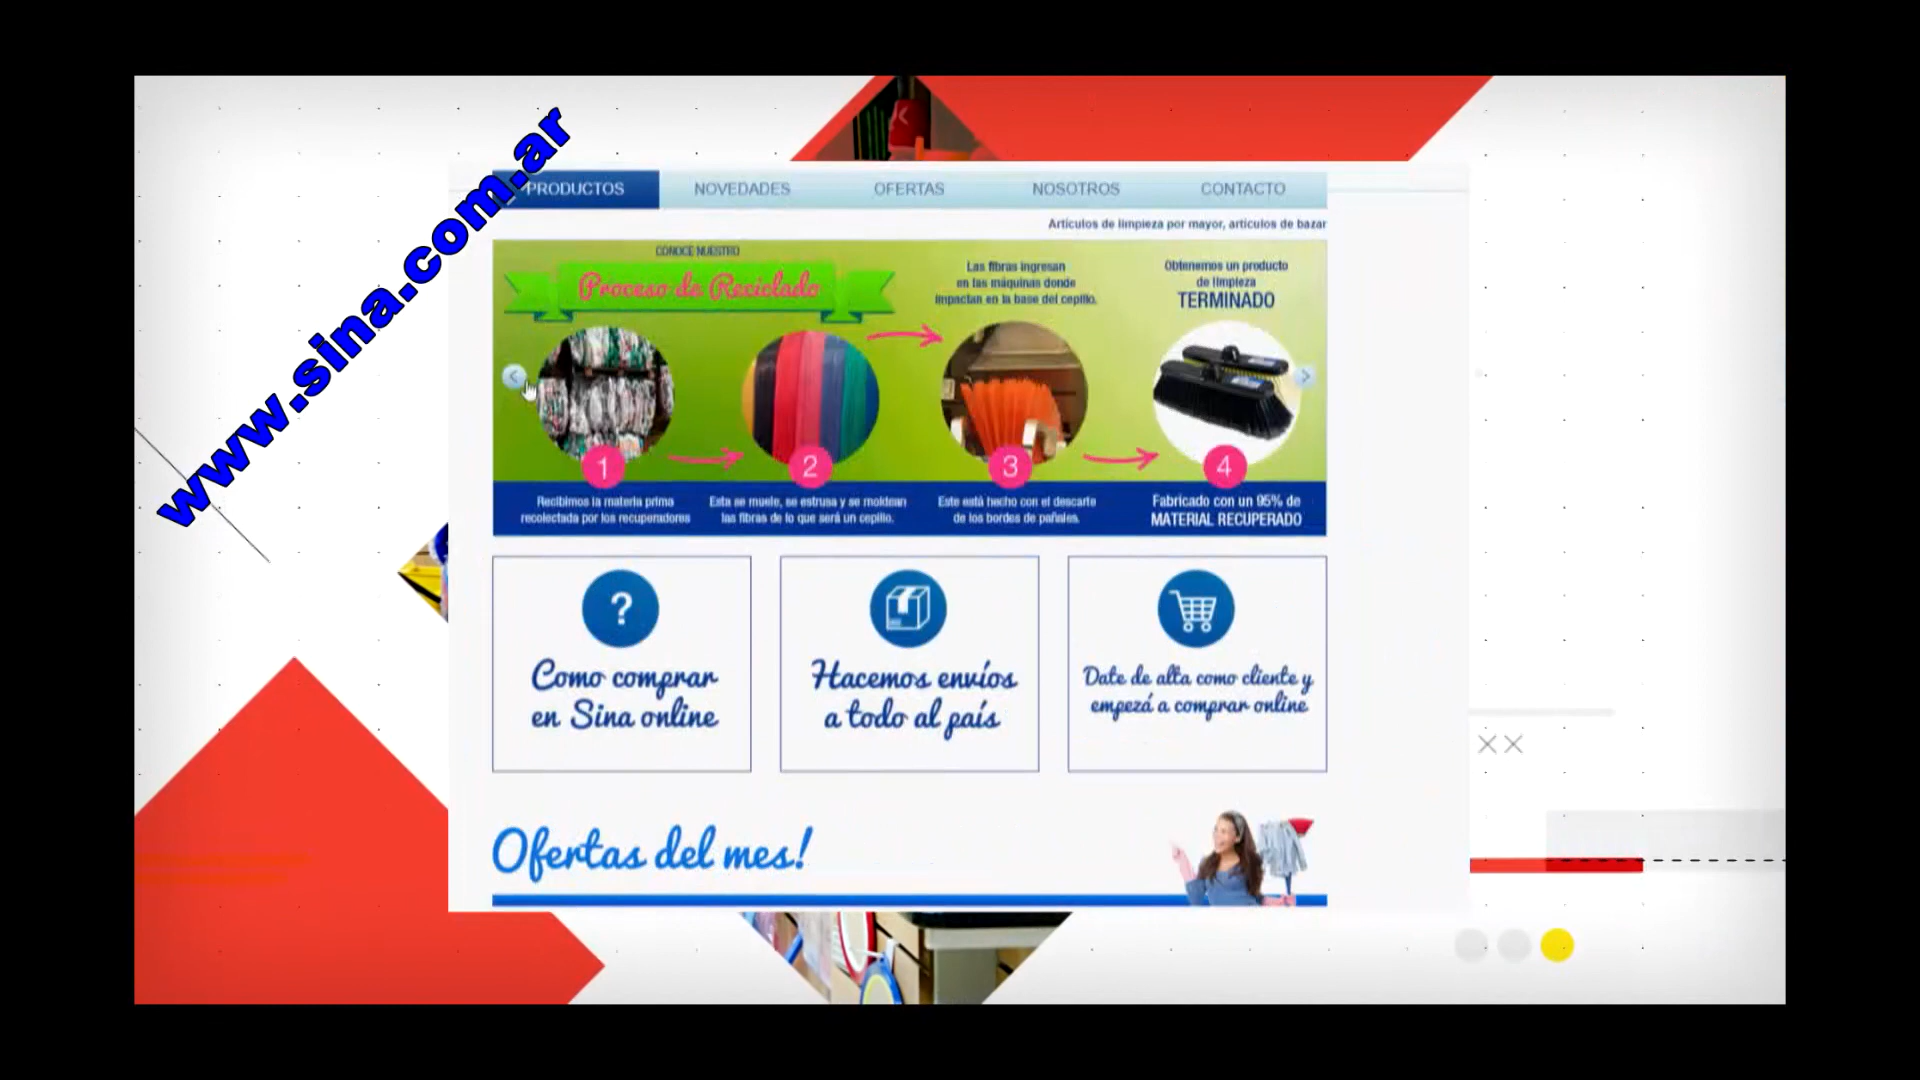 www.sina.com.ar
PRODUCTOS NOVEDADES OFERTAS NOSOTROS CONTACTO
Artículos de limpieza por mayor, artículos de bazar
CONOCE NUESTRO
Proceso de Reciclado
Las fibras ingresan
en las máquinas donde
impactan en la base del cepillo.
Obtenemos un producto
de limpieza
TERMINADO
1
2
3
4
Recibimos la materia prima
recolectada por los recuperadores
Esta se muele, se estrusa y se moldean
las fibras de lo que será un cepillo.
Este está hecho con el descarte
de los bordes de pañales.
Fabricado con un 95% de
MATERIAL RECUPERADO
?
Como comprar
en Sina online
Hacemos envíos
a todo al país
Date de alta como cliente y
empezá a comprar online
Ofertas del mes!